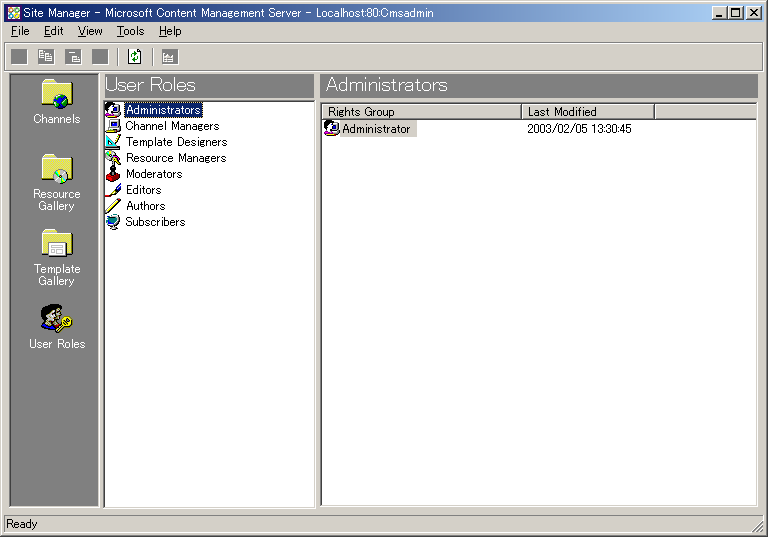 Site Manager - Microsoft Content Management Server - Localhost:80:Cmsadmin
File Edit View Tools Help
Channels
Resource
Gallery
Template
Gallery
User Roles
User Roles
Administrators
Channel Managers
Template Designers
Resource Managers
Moderators
Editors
Authors
Subscribers
Administrators
Rights Group Last Modified
Administrator 2003/02/05 13:30:45
Ready